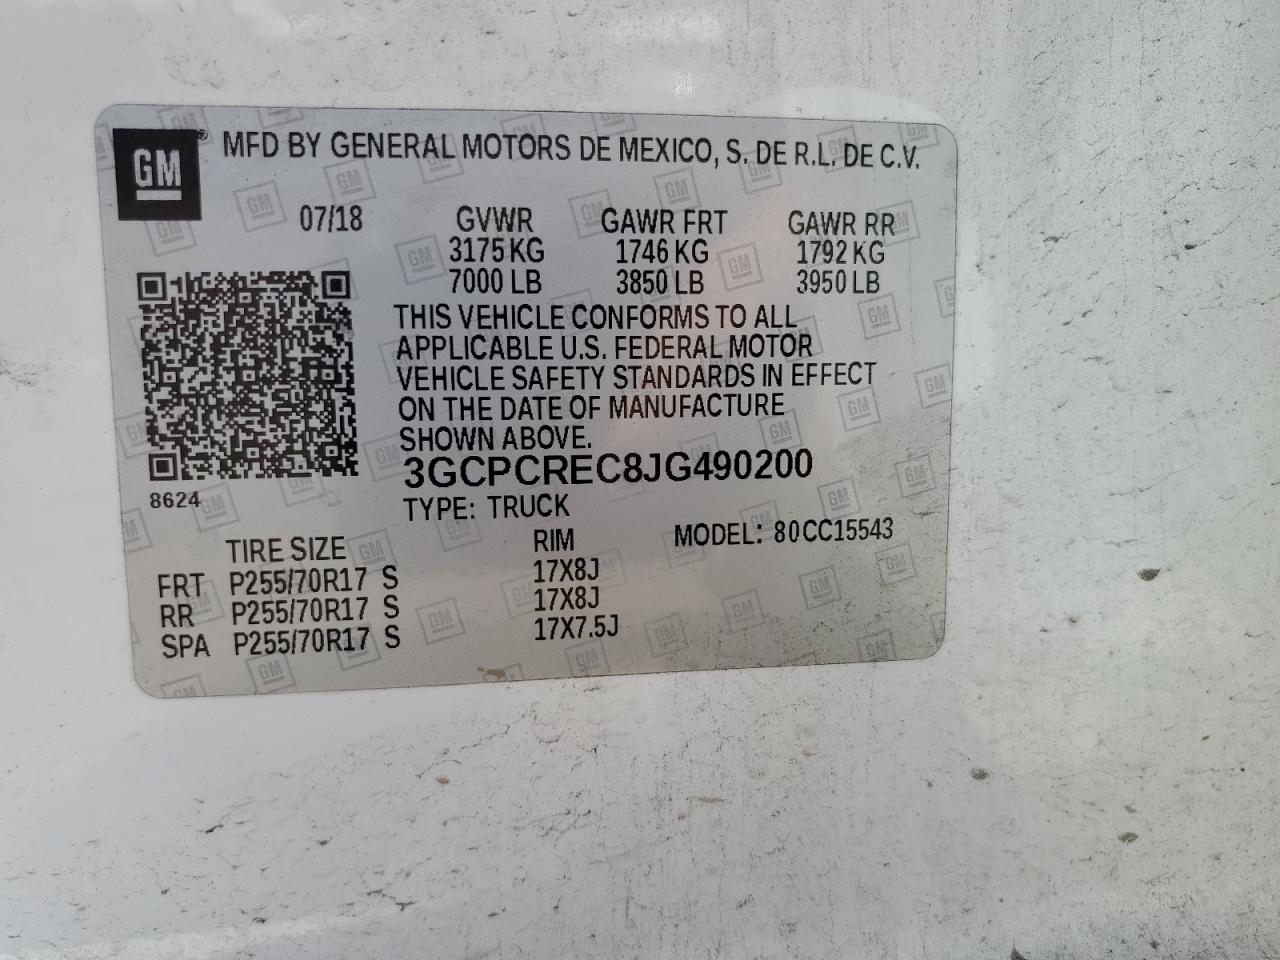 GM® MFD BY GENERAL MOTORS DE MEXICO, S. DE R.L. DE C.V.
07/18 GVWR GAWR FRT GAWR RR
3175 KG 1746 KG 1792 KG
7000 LB 3850 LB 3950 LB
THIS VEHICLE CONFORMS TO ALL
APPLICABLE U.S. FEDERAL MOTOR
VEHICLE SAFETY STANDARDS IN EFFECT
ON THE DATE OF MANUFACTURE
SHOWN ABOVE.
3GCPCREC8JG490200
8624
TYPE: TRUCK
TIRE SIZE RIM MODEL: 80CC15543
FRT P255/70R17 S 17X8J
RR P255/70R17 S 17X8J
SPA P255/70R17 S 17X7.5J